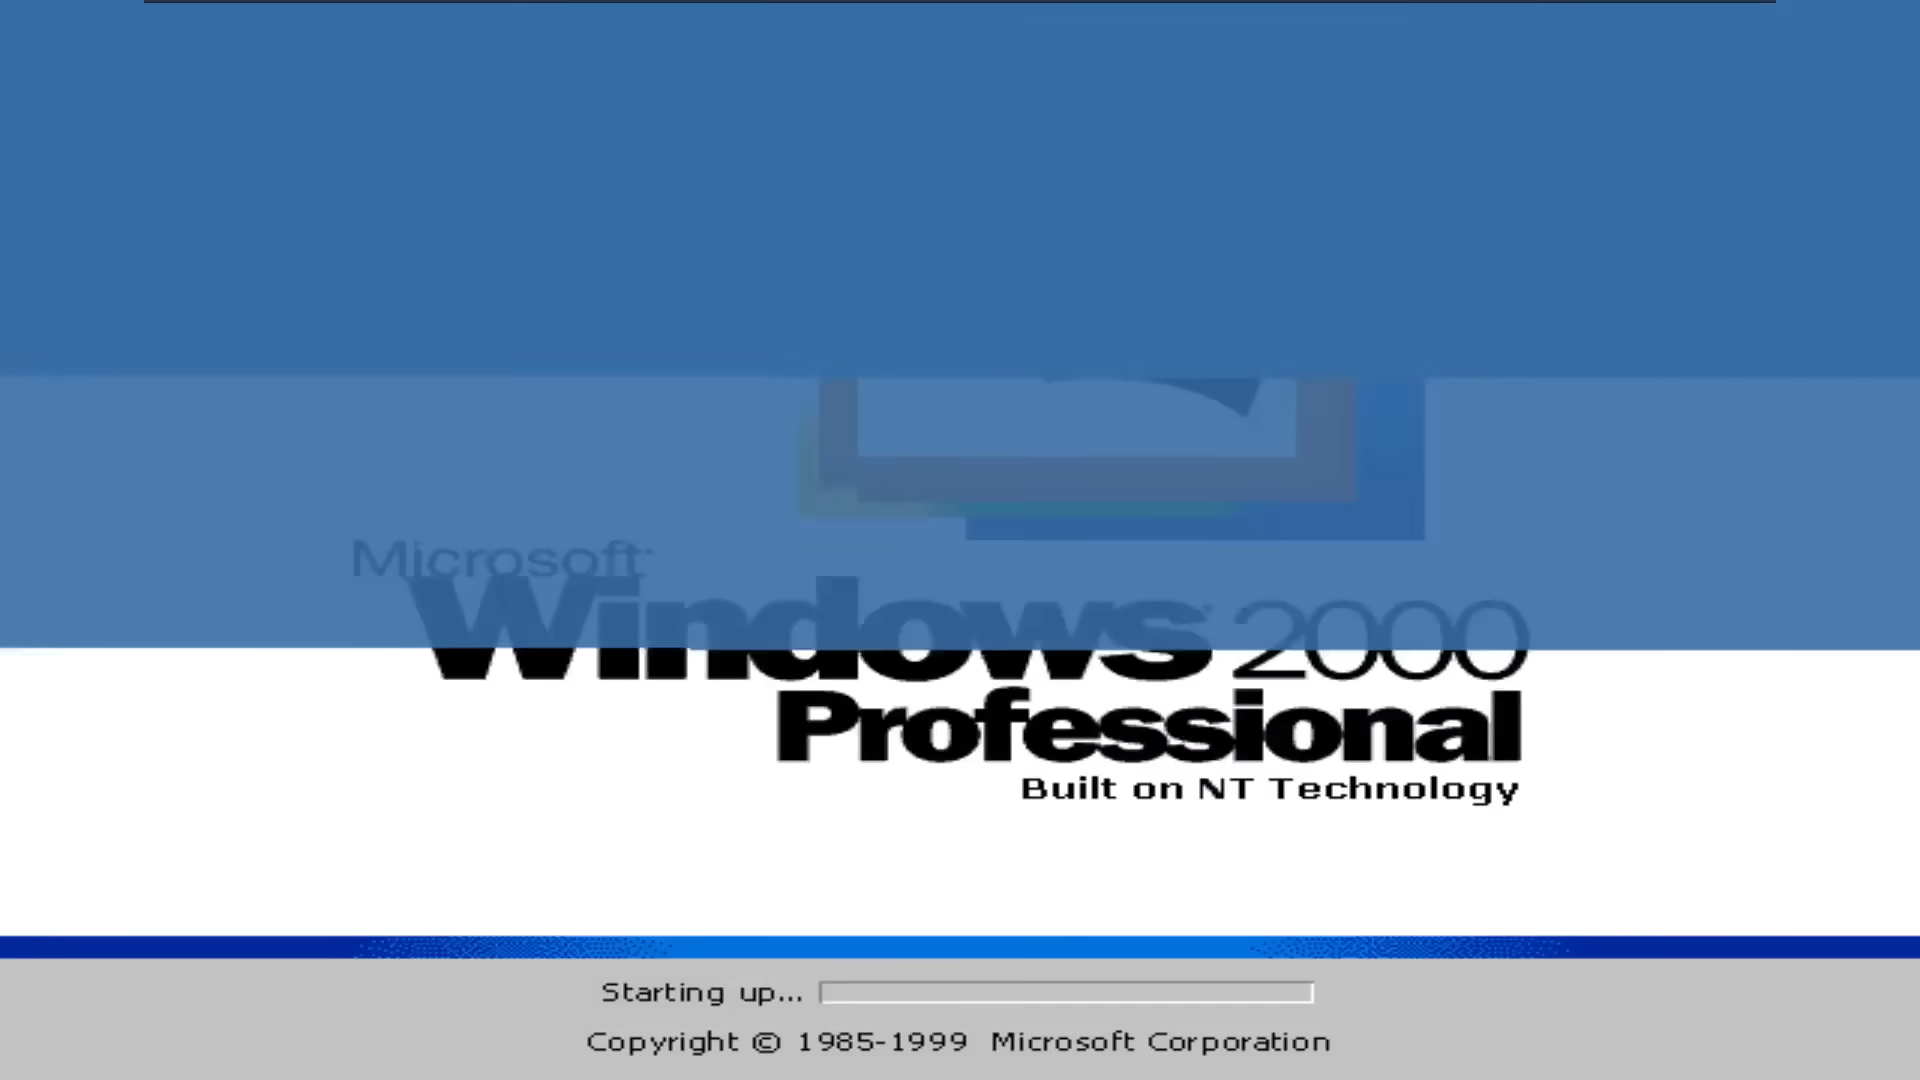 Microsoft
Windows 2000
Professional
Built on NT Technology
Starting up...
Copyright © 1985-1999 Microsoft Corporation